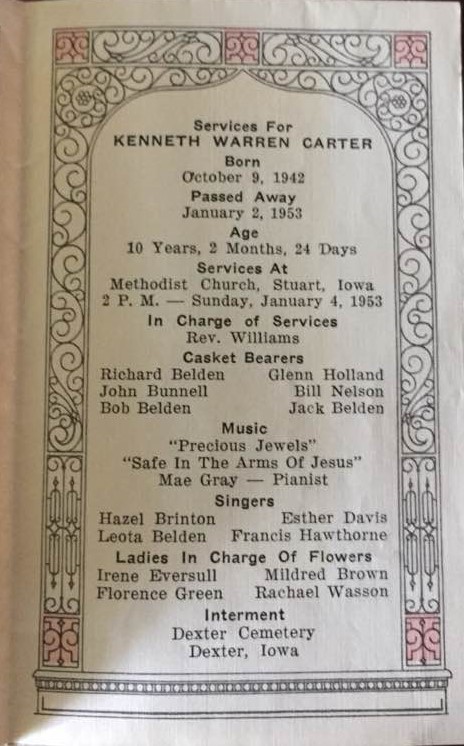 Services For
KENNETH WARREN CARTER
Born
October 9, 1942
Passed Away
January 2, 1953
Age
10 Years, 2 Months, 24 Days
Services At
Methodist Church, Stuart, Iowa
2 P. M. — Sunday, January 4, 1953
In Charge of Services
Rev. Williams
Casket Bearers
Richard Belden Glenn Holland
John Bunnell Bill Nelson
Bob Belden Jack Belden
Music
"Precious Jewels"
"Safe In The Arms Of Jesus"
Mae Gray — Pianist
Singers
Hazel Brinton Esther Davis
Leota Belden Francis Hawthorne
Ladies In Charge Of Flowers
Irene Eversull Mildred Brown
Florence Green Rachael Wasson
Interment
Dexter Cemetery
Dexter, Iowa